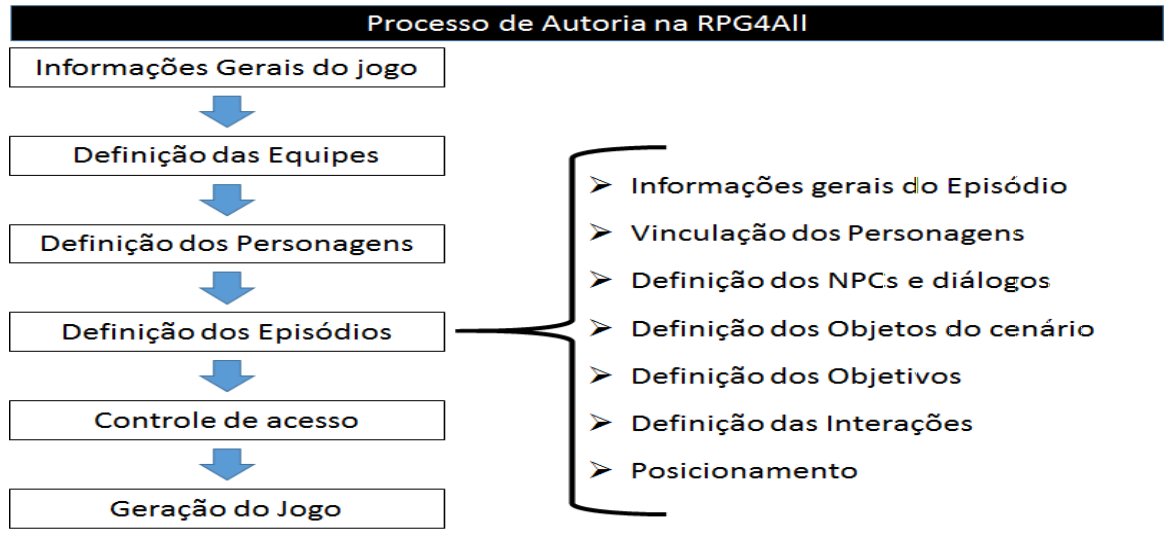 Processo de Autoria na RPG4All
Informações Gerais do jogo
Definição das Equipes
Definição dos Personagens
Definição dos Episódios
Controle de acesso
Geração do Jogo
Informações gerais do Episódio
Vinculação dos Personagens
Definição dos NPCs e diálogos
Definição dos Objetos do cenário
Definição dos Objetivos
Definição das Interações
Posicionamento